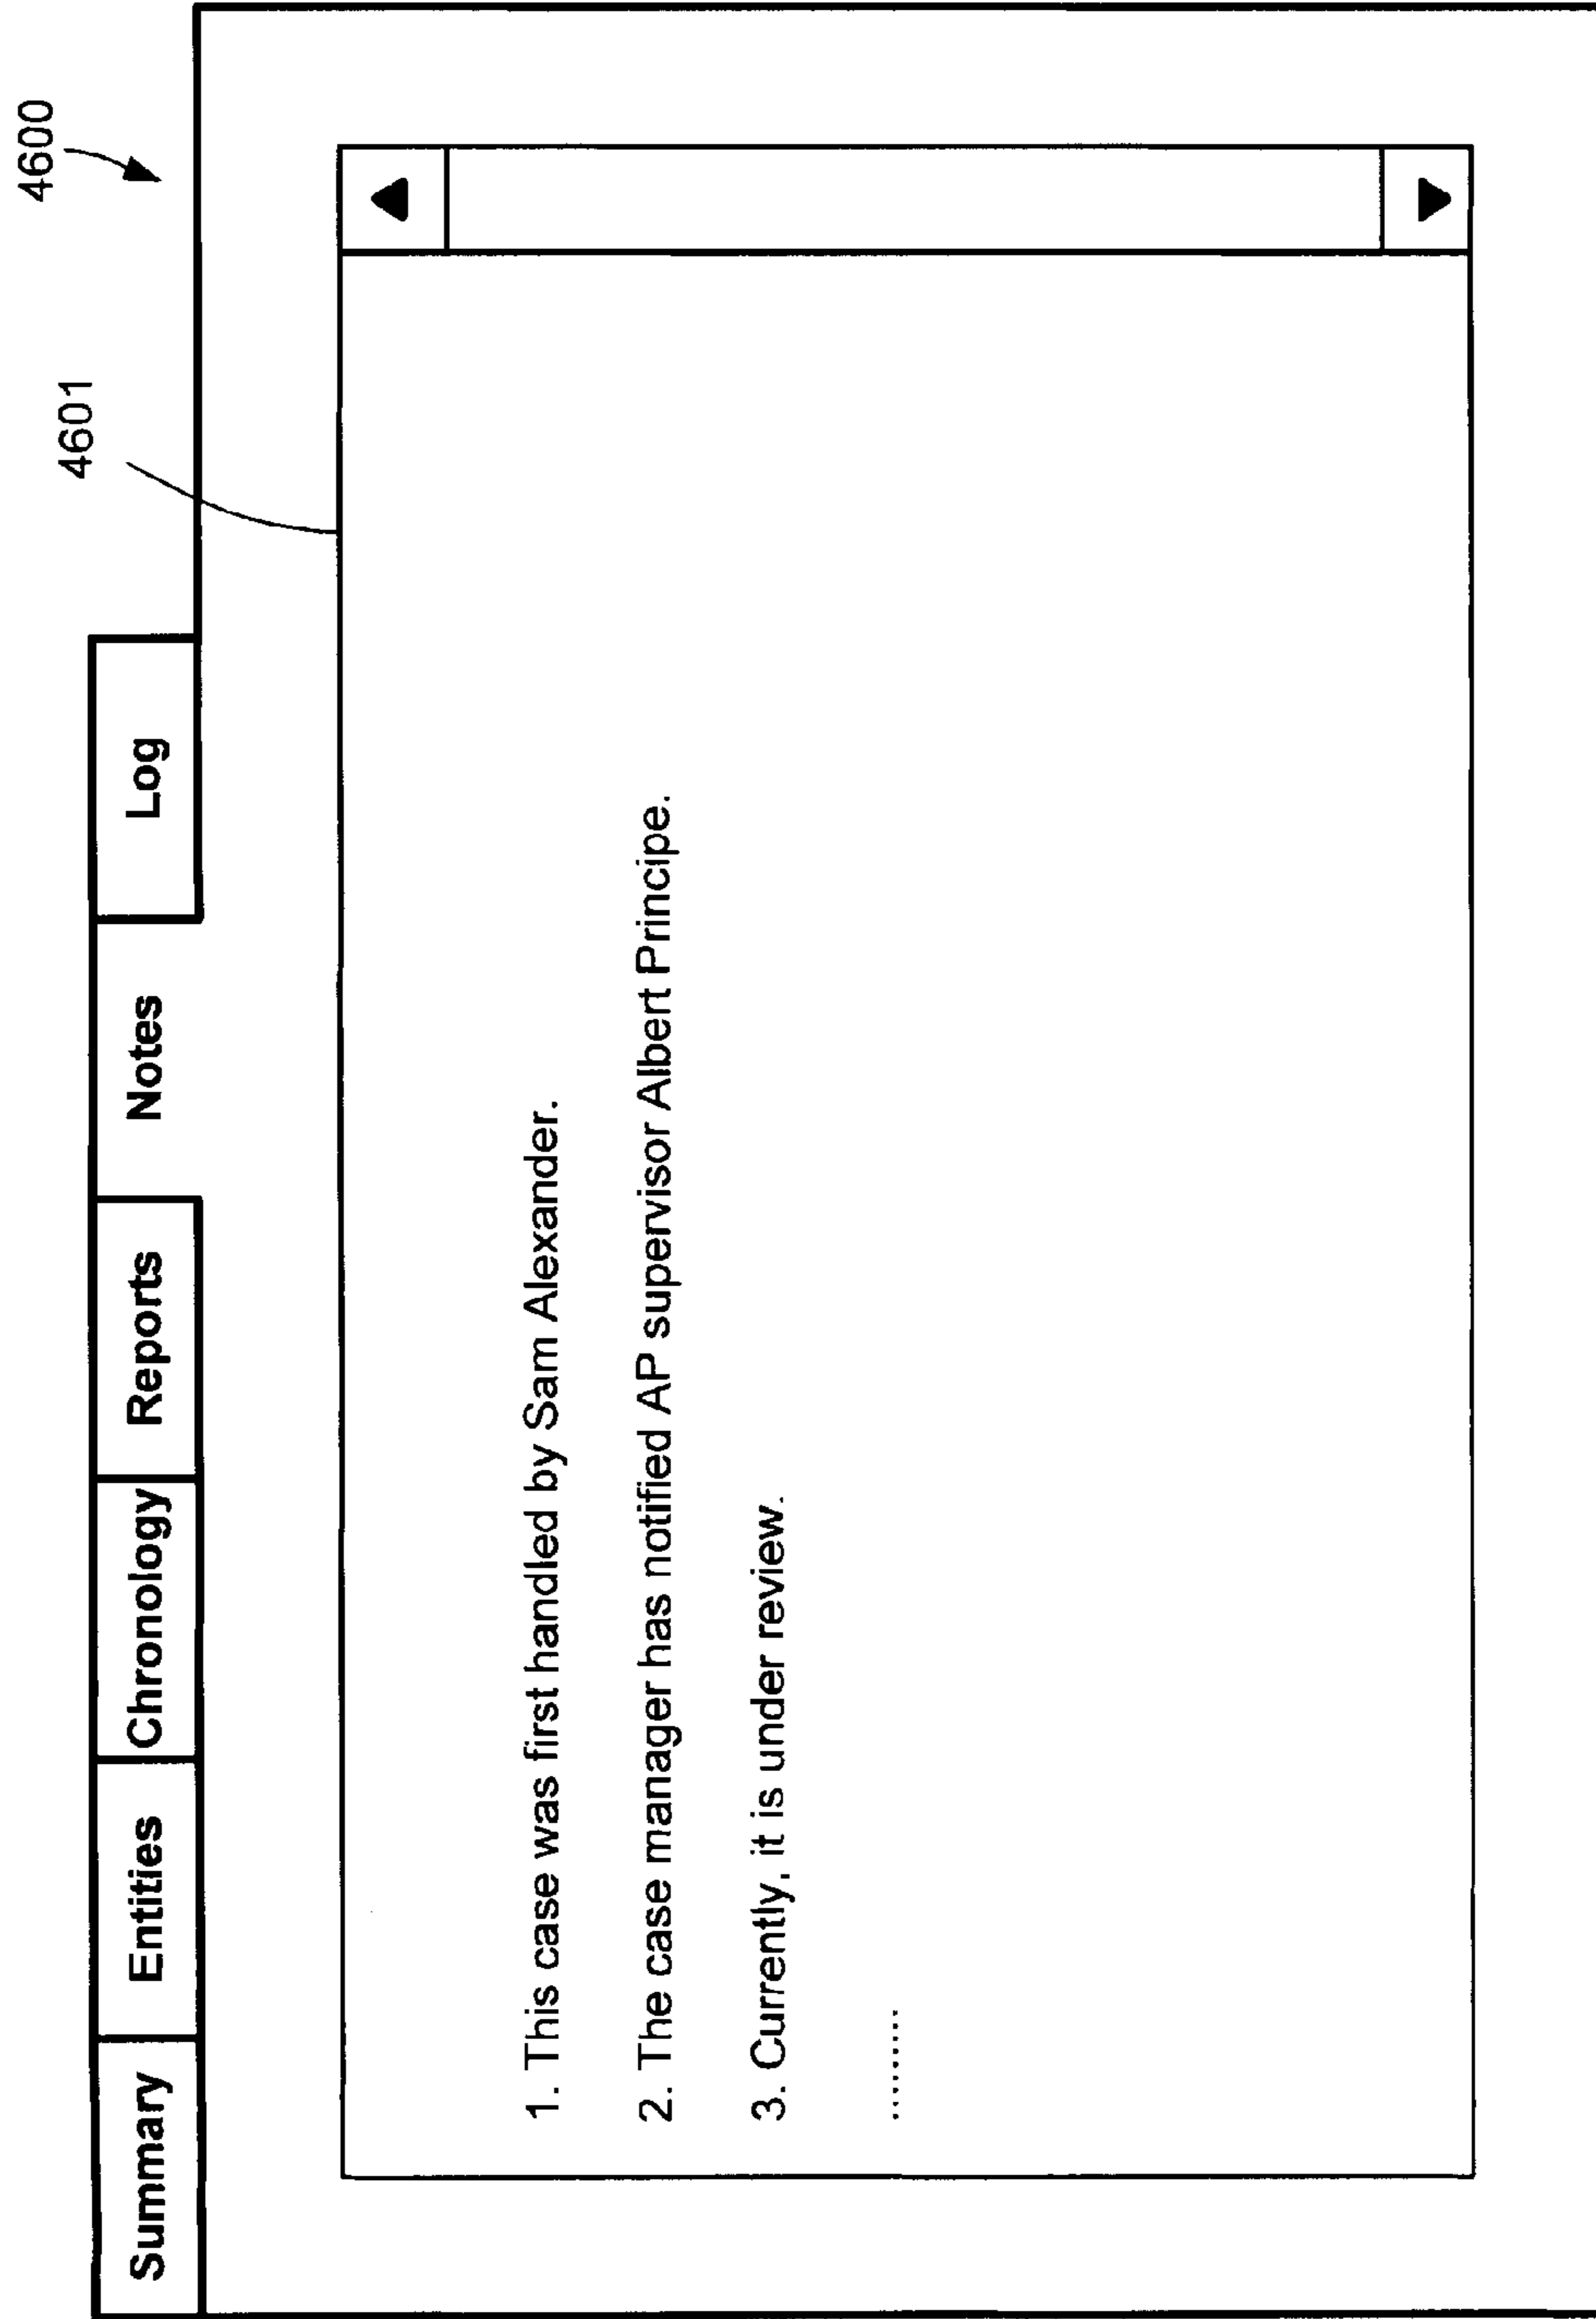 4600
4601
Summary Entities Chronology Reports Notes Log
1. This case was first handled by Sam Alexander.
2. The case manager has notified AP supervisor Albert Principe.
3. Currently, it is under review.
.........